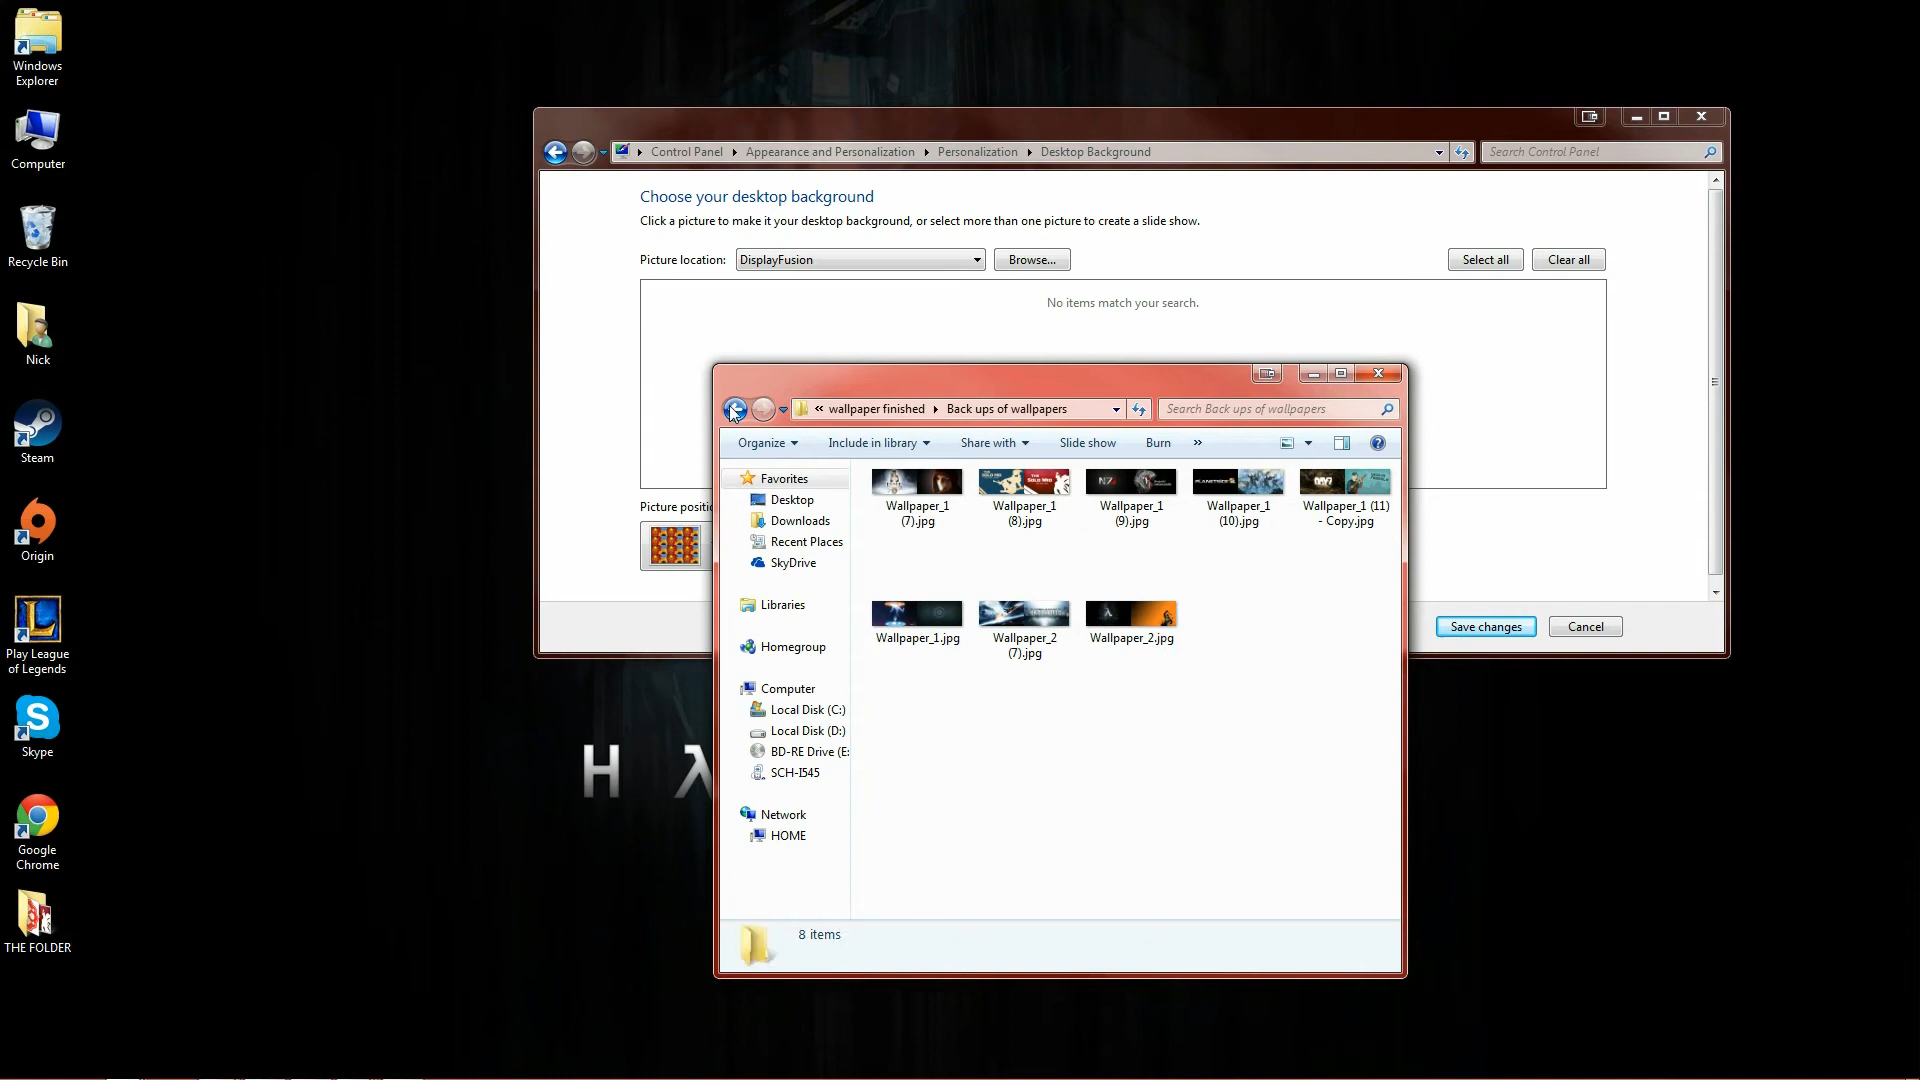 Windows
Explorer
Computer
Recycle Bin
Nick
Steam
Origin
Play League
of Legends
Skype
Google
Chrome
THE FOLDER
Control Panel
Appearance and Personalization
Personalization
Desktop Background
Search Control Panel
Choose your desktop background
Click a picture to make it your desktop background, or select more than one picture to create a slide show.
Picture location:
DisplayFusion
Browse...
Select all
Clear all
No items match your search.
Picture positi
Save changes
Cancel
H λ
« wallpaper finished
Back ups of wallpapers
Search Back ups of wallpapers
Organize
Include in library
Share with
Slide show
Burn
»
Favorites
Desktop
Downloads
Recent Places
SkyDrive
Libraries
Homegroup
Computer
Local Disk (C:)
Local Disk (D:)
BD-RE Drive (E:
SCH-I545
Network
HOME
Wallpaper_1
(7).jpg
Wallpaper_1
(8).jpg
Wallpaper_1
(9).jpg
Wallpaper_1
(10).jpg
Wallpaper_1 (11)
- Copy.jpg
Wallpaper_1.jpg
Wallpaper_2
(7).jpg
Wallpaper_2.jpg
8 items